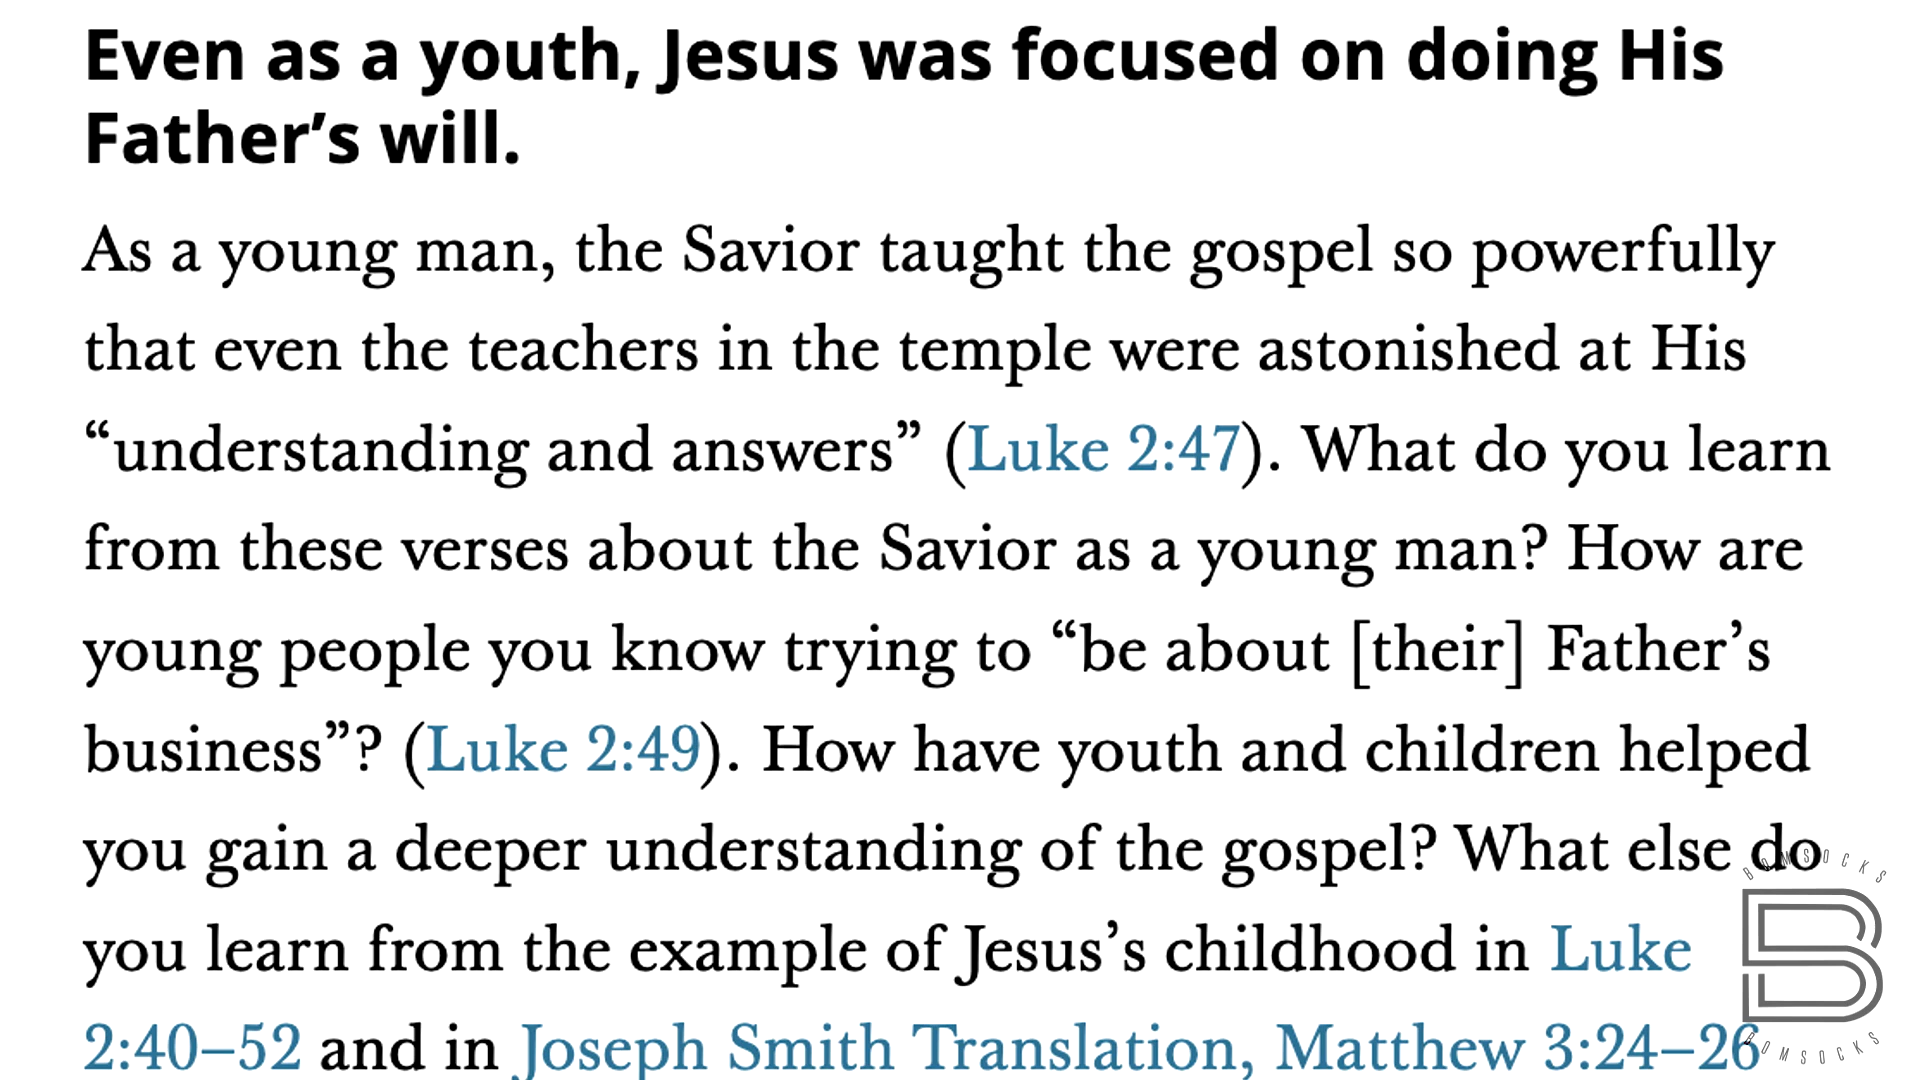 Even as a youth, Jesus was focused on doing His
Father’s will.
As a young man, the Savior taught the gospel so powerfully
that even the teachers in the temple were astonished at His
“understanding and answers” (Luke 2:47). What do you learn
from these verses about the Savior as a young man? How are
young people you know trying to “be about [their] Father’s
business”? (Luke 2:49). How have youth and children helped
you gain a deeper understanding of the gospel? What else do
you learn from the example of Jesus’s childhood in Luke
2:40–52 and in Joseph Smith Translation, Matthew 3:24–26
BOMSOCKS
B
BOMSOCKS